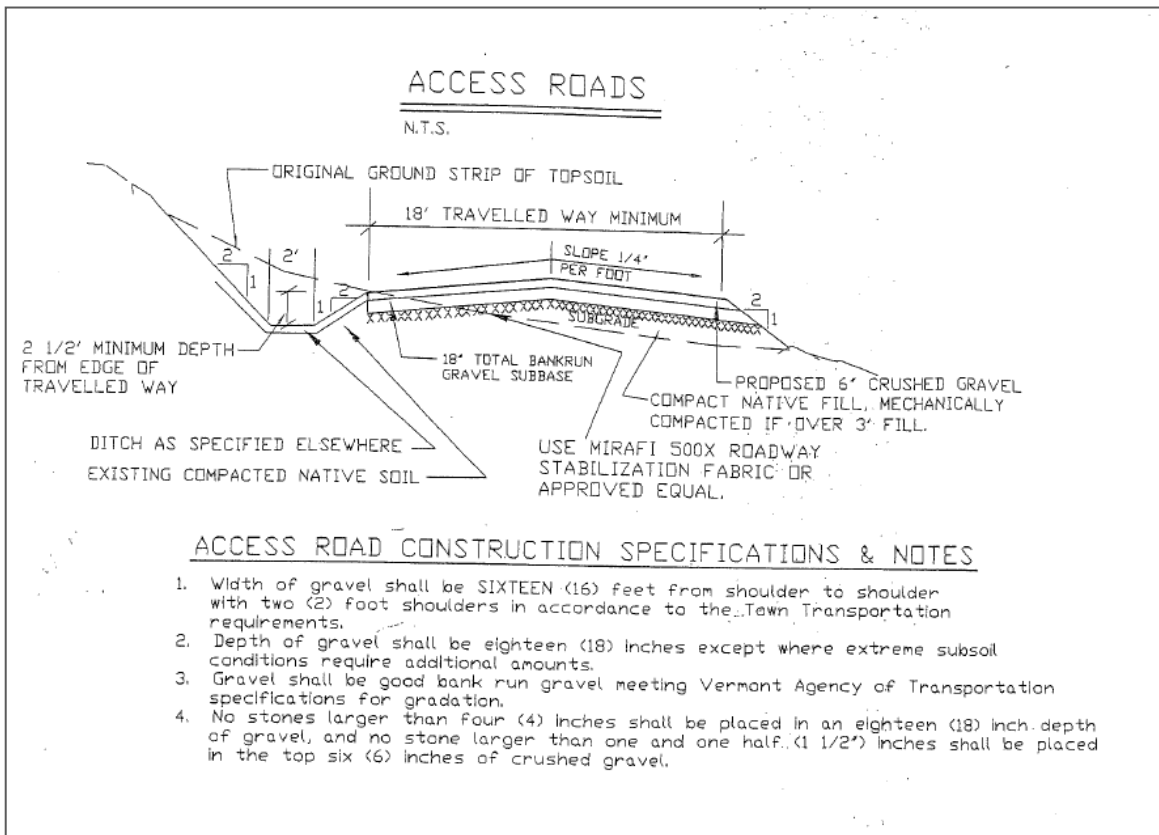 ACCESS ROADS
N.T.S.
ORIGINAL GROUND STRIP OF TOPSOIL
18' TRAVELLED WAY MINIMUM
SLOPE 1/4"
PER FOOT
2
1
2'
1
2
2
1
SUBGRADE
2 1/2' MINIMUM DEPTH
FROM EDGE OF
TRAVELLED WAY
18" TOTAL BANKRUN
GRAVEL SUBBASE
PROPOSED 6" CRUSHED GRAVEL
COMPACT NATIVE FILL, MECHANICALLY
COMPACTED IF OVER 3' FILL.
DITCH AS SPECIFIED ELSEWHERE
EXISTING COMPACTED NATIVE SOIL
USE MIRAFI 500X ROADWAY
STABILIZATION FABRIC OR
APPROVED EQUAL.
ACCESS ROAD CONSTRUCTION SPECIFICATIONS & NOTES
1. Width of gravel shall be SIXTEEN (16) feet from shoulder to shoulder
with two (2) foot shoulders in accordance to the Town Transportation
requirements.
2. Depth of gravel shall be eighteen (18) inches except where extreme subsoil
conditions require additional amounts.
3. Gravel shall be good bank run gravel meeting Vermont Agency of Transportation
specifications for gradation.
4. No stones larger than four (4) inches shall be placed in an eighteen (18) inch depth
of gravel, and no stone larger than one and one half (1 1/2") inches shall be placed
in the top six (6) inches of crushed gravel.